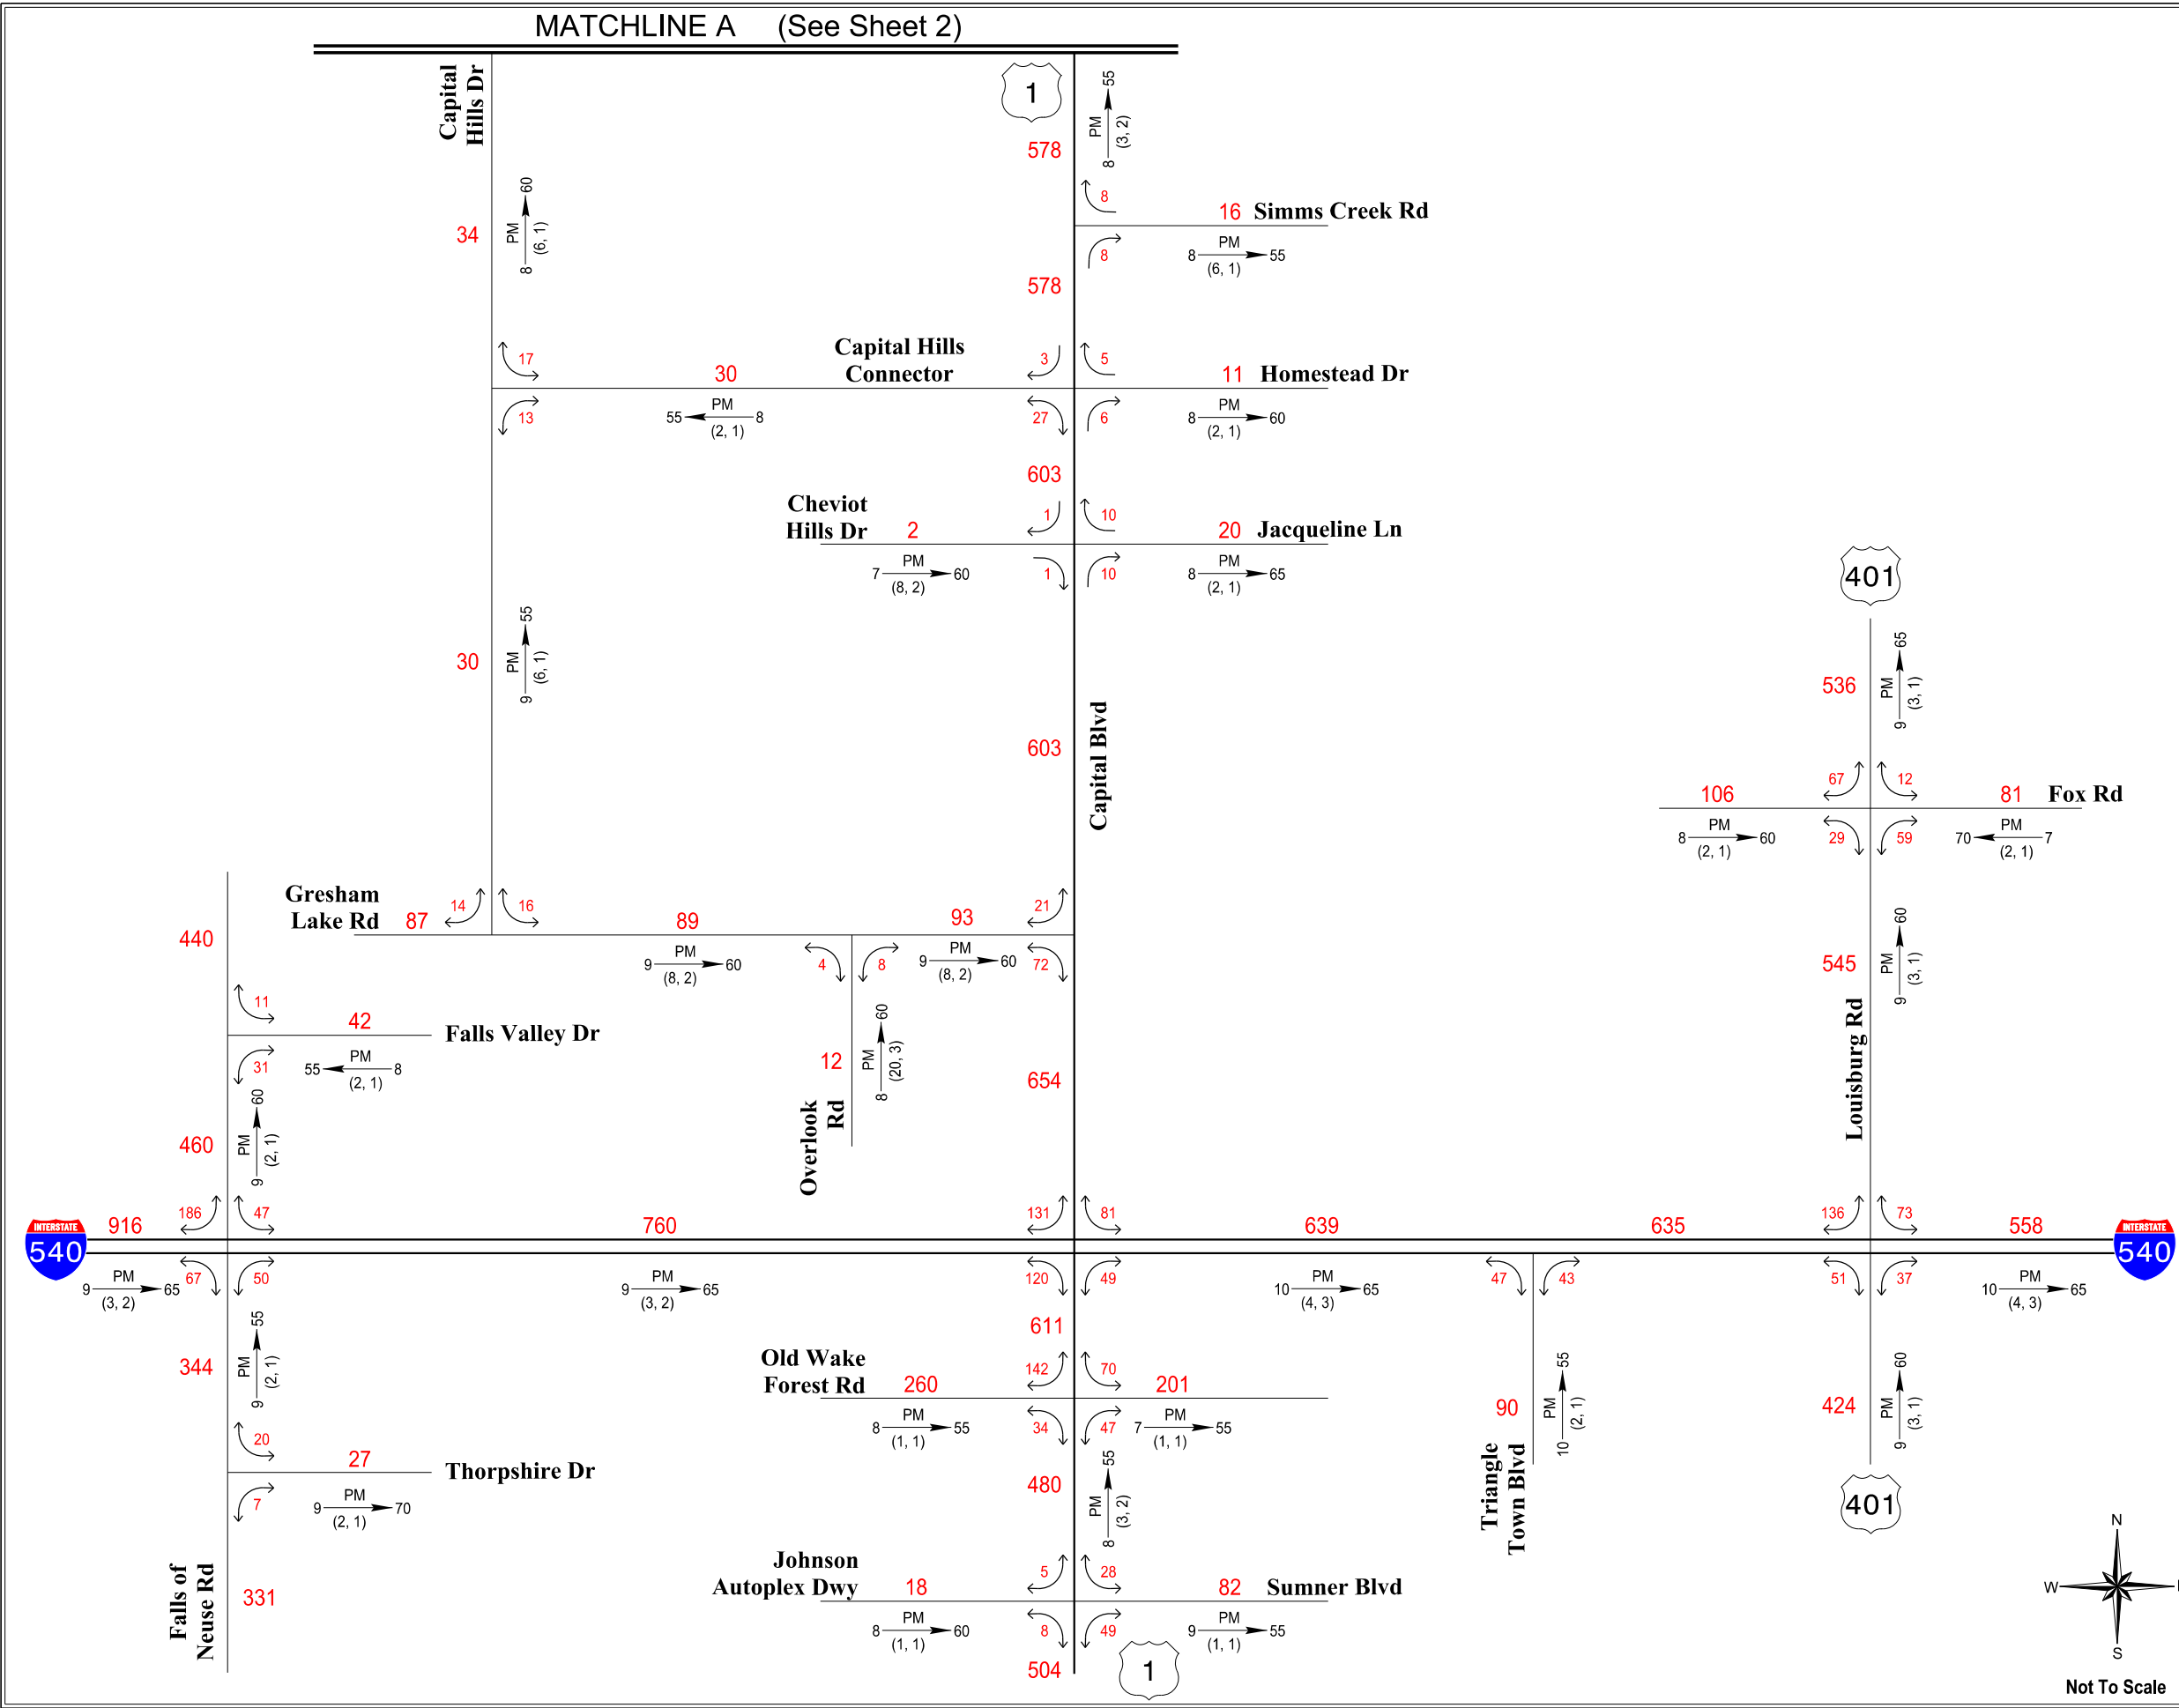 MATCHLINE A (See Sheet 2)
Capital
Hills Dr
1
578
8 PM 55
(3, 2)
8
16 Simms Creek Rd
34
8 PM 60
(6, 1)
8
8 PM 55
(6, 1)
578
17
30
Capital Hills
Connector
3
5
11 Homestead Dr
13
55 PM 8
(2, 1)
27
6
8 PM 60
(2, 1)
603
Cheviot
Hills Dr
2
1
10
20 Jacqueline Ln
7 PM 60
(8, 2)
1
10
8 PM 65
(2, 1)
401
30
9 PM 55
(6, 1)
536
9 PM 65
(3, 1)
603
Capital Blvd
67
12
106
81 Fox Rd
8 PM 60
(2, 1)
29
59
70 PM 7
(2, 1)
Gresham
Lake Rd
87
14
16
89
93
21
440
9 PM 60
(8, 2)
4
8
9 PM 60
(8, 2)
72
545
9 PM 60
(3, 1)
11
42
Falls Valley Dr
31
55 PM 8
(2, 1)
12
8 PM 60
(20, 3)
Overlook
Rd
654
Louisburg Rd
460
9 PM 60
(2, 1)
INTERSTATE
540
916
186
47
760
131
81
639
635
136
73
558
INTERSTATE
540
9 PM 65
(3, 2)
67
50
9 PM 65
(3, 2)
120
49
10 PM 65
(4, 3)
47
43
51
37
10 PM 65
(4, 3)
611
344
9 PM 55
(2, 1)
Old Wake
Forest Rd
260
142
70
201
8 PM 55
(1, 1)
34
47
7 PM 55
(1, 1)
90
10 PM 55
(2, 1)
Triangle
Town Blvd
424
9 PM 60
(3, 1)
20
27
Thorpshire Dr
7
9 PM 70
(2, 1)
480
8 PM 55
(3, 2)
401
Johnson
Autoplex Dwy
18
5
28
82 Sumner Blvd
Falls of
Neuse Rd
331
8 PM 60
(1, 1)
8
49
9 PM 55
(1, 1)
504
1
N
W
S
Not To Scale